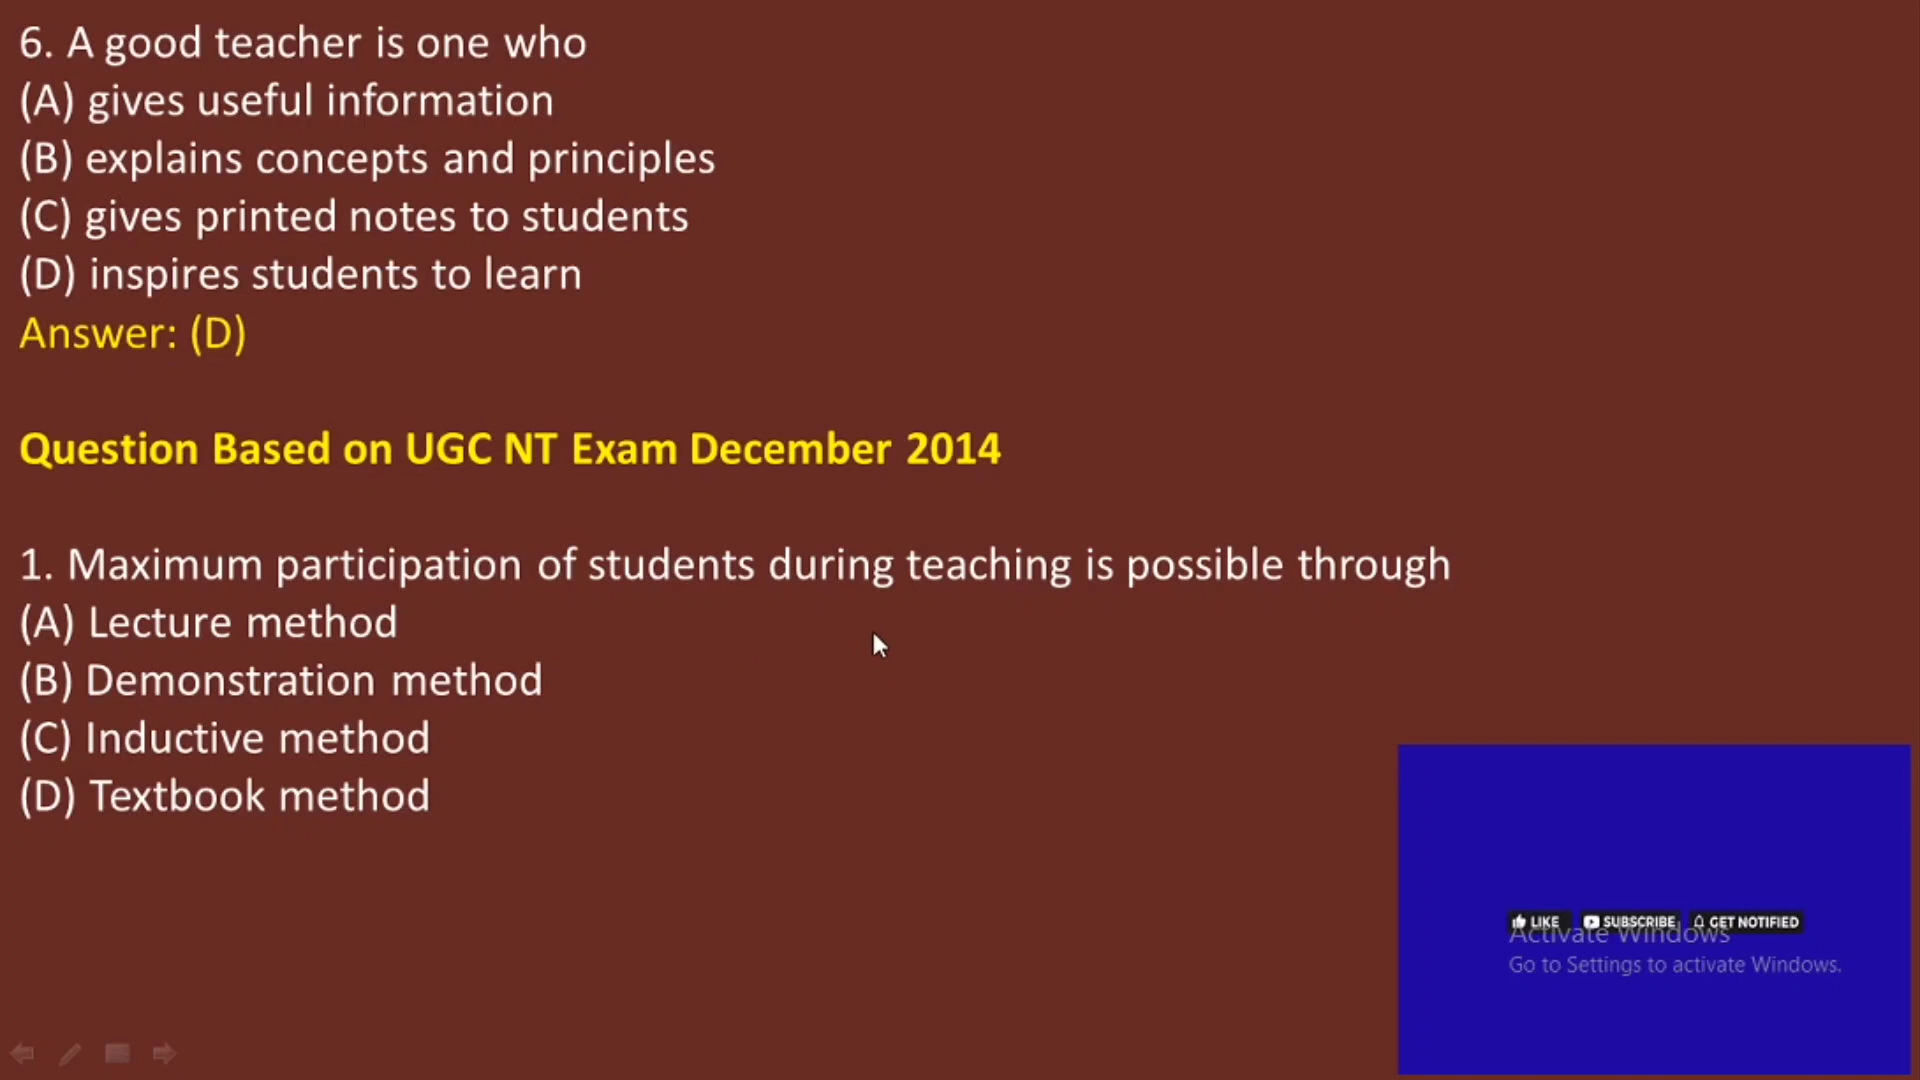 6. A good teacher is one who
(A) gives useful information
(B) explains concepts and principles
(C) gives printed notes to students
(D) inspires students to learn
Answer: (D)
Question Based on UGC NT Exam December 2014
1. Maximum participation of students during teaching is possible through
(A) Lecture method
(B) Demonstration method
(C) Inductive method
(D) Textbook method
LIKE SUBSCRIBE GET NOTIFIED
Activate Windows
Go to Settings to activate Windows.